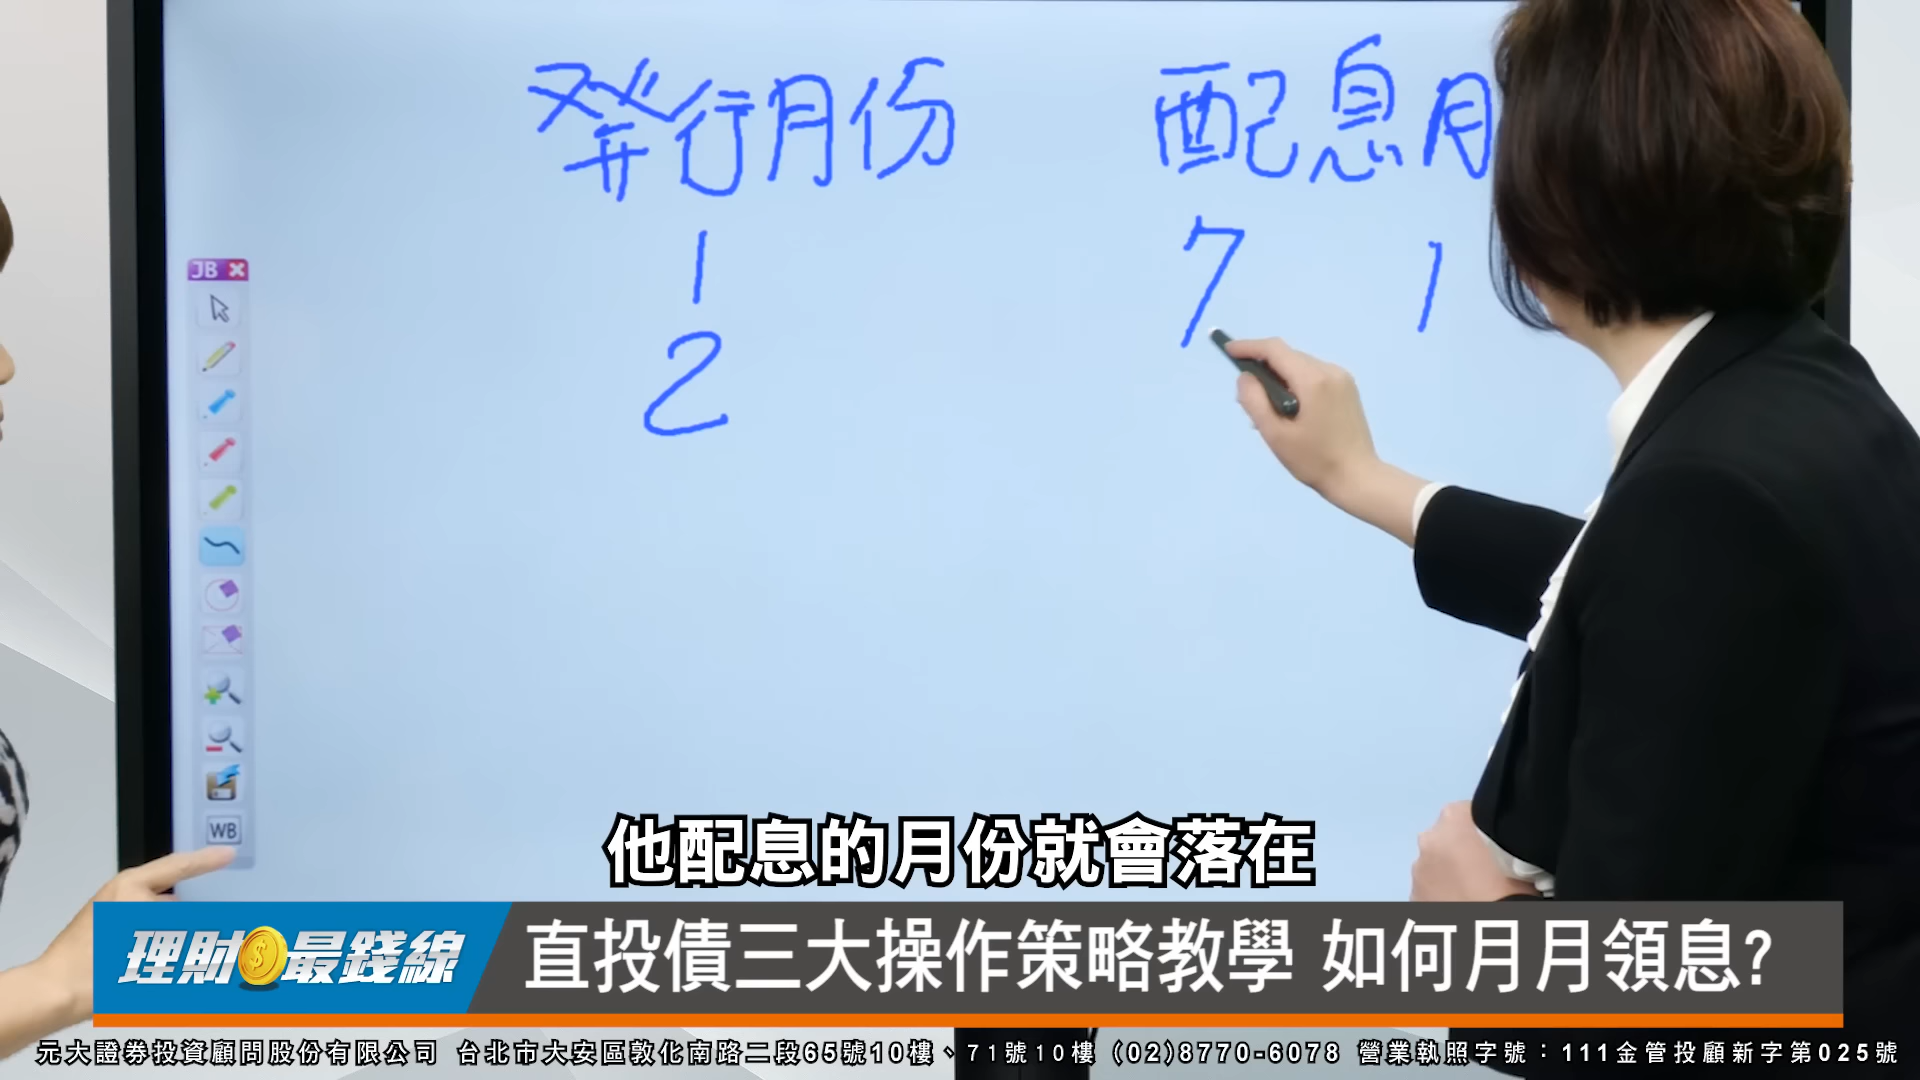 發行月份 配息月
1 7 1
2
JB
WB
他配息的月份就會落在
理財最錢線 直投債三大操作策略教學 如何月月領息?
元大證券投資顧問股份有限公司 台北市大安區敦化南路二段65號10樓、71號10樓 (02)8770-6078 營業執照字號：111金管投顧新字第025號